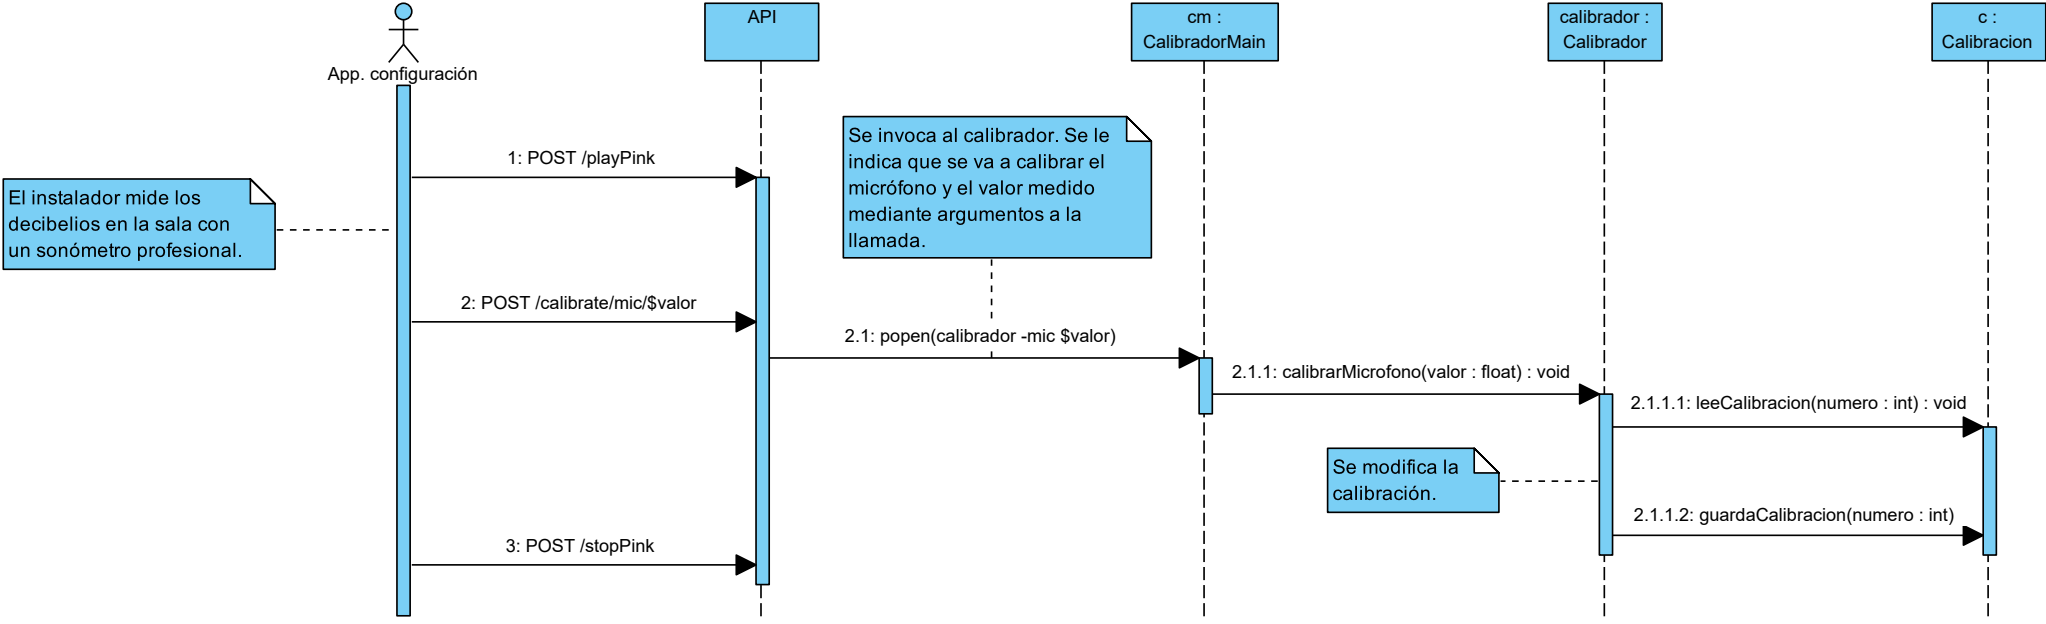 App. configuración
API
cm :
CalibradorMain
calibrador :
Calibrador
c :
Calibracion
Se invoca al calibrador. Se le
indica que se va a calibrar el
micrófono y el valor medido
mediante argumentos a la
llamada.
1: POST /playPink
El instalador mide los
decibelios en la sala con
un sonómetro profesional.
2: POST /calibrate/mic/$valor
2.1: popen(calibrador -mic $valor)
2.1.1: calibrarMicrofono(valor : float) : void
2.1.1.1: leeCalibracion(numero : int) : void
Se modifica la
calibración.
2.1.1.2: guardaCalibracion(numero : int)
3: POST /stopPink